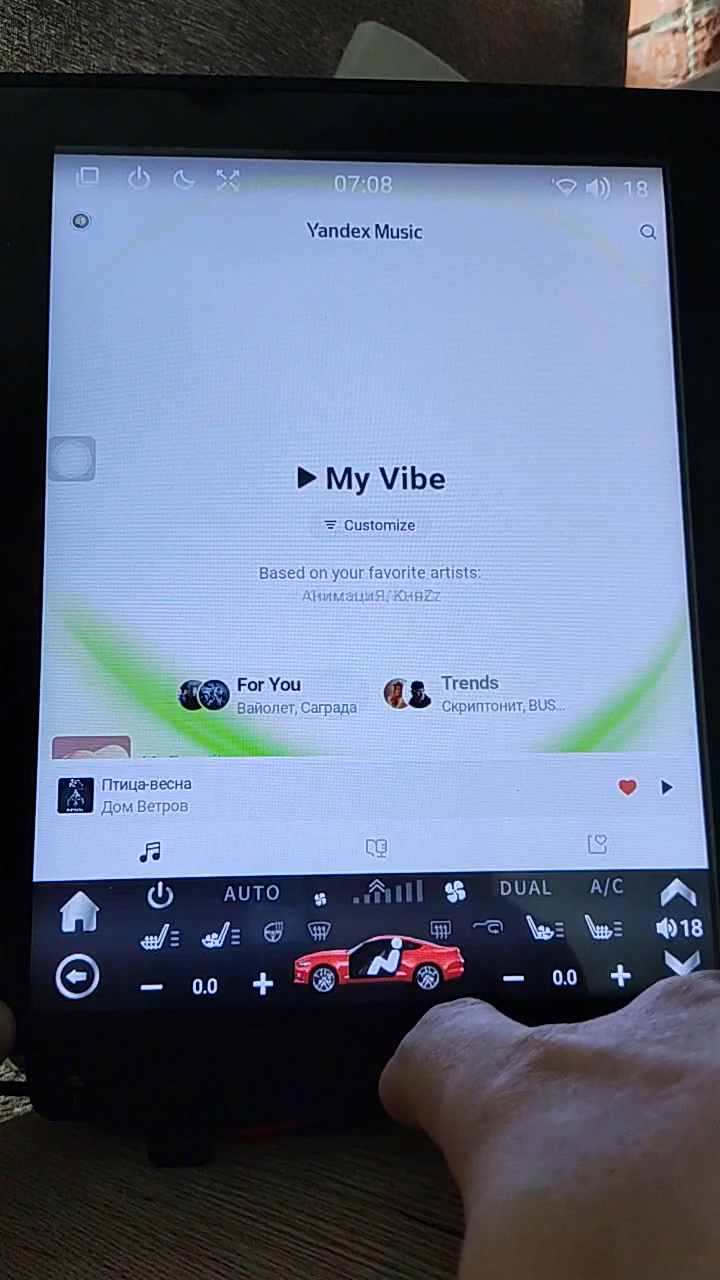 07:08
18
Yandex Music
My Vibe
Customize
Based on your favorite artists:
АнимациЯ, КняZz
For You
Вайолет, Саграда
Trends
Скриптонит, BUS...
Птица-весна
Дом Ветров
AUTO
DUAL
A/C
18
0.0
0.0